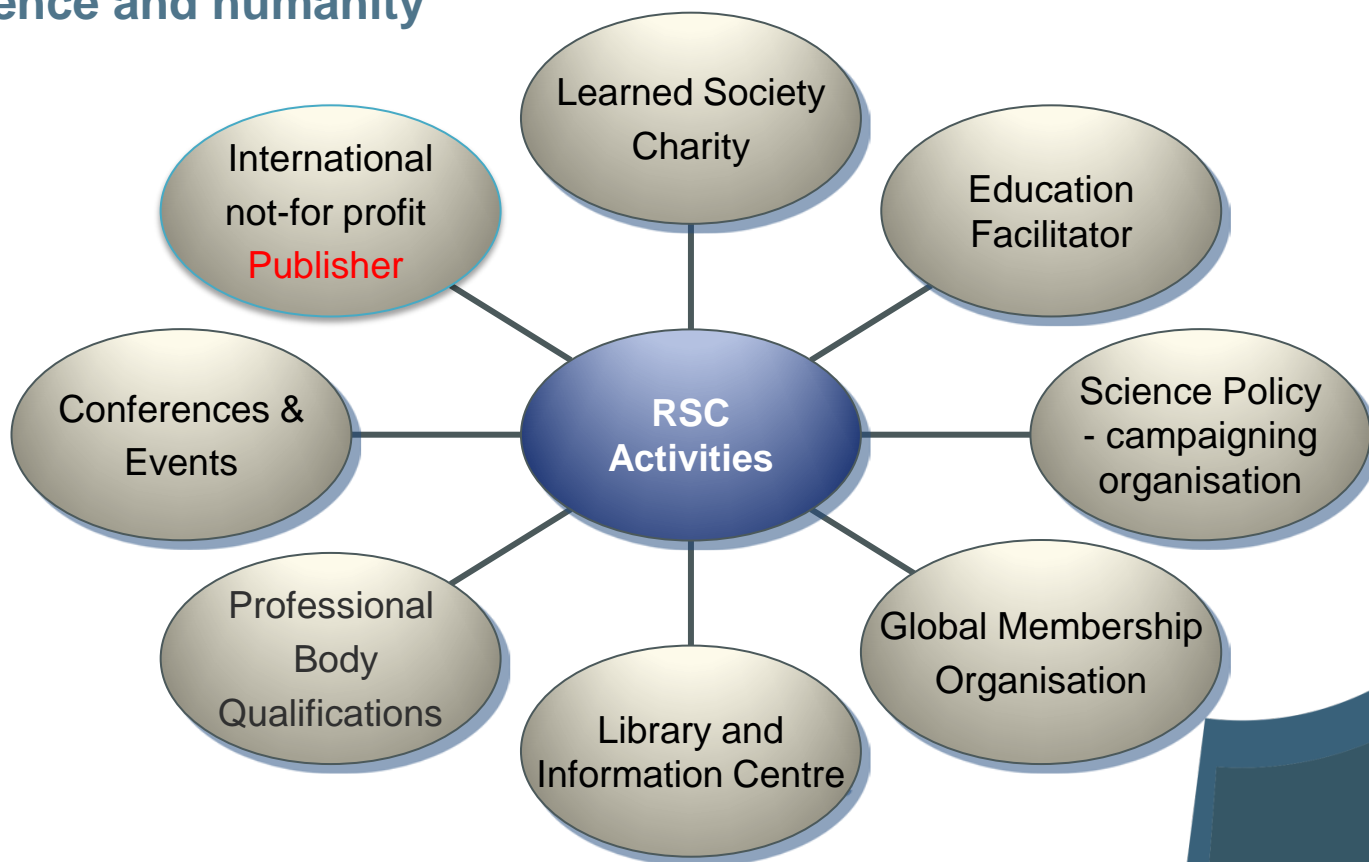 ence and humanity
Learned Society
Charity
International
not-for profit
Publisher
Education
Facilitator
Conferences &
Events
RSC
Activities
Science Policy
- campaigning
organisation
Professional
Body
Qualifications
Global Membership
Organisation
Library and
Information Centre